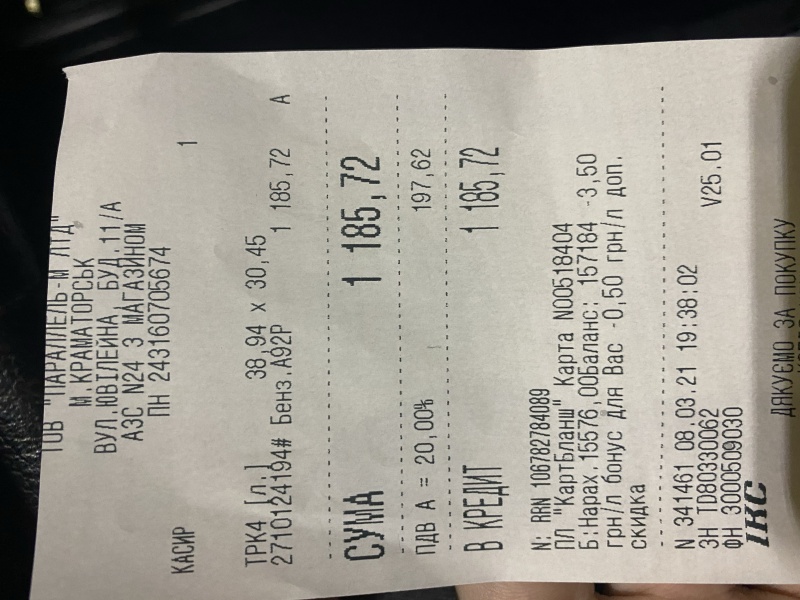 ТОВ "ПАРАЛЛЕЛЬ-М ЛТД"
М.КРАМАТОРСЬК
ВУЛ.ЮВІЛЕЙНА, БУД.11/А
АЗС N24 З МАГАЗИНОМ
ПН 243160705674
КАСИР 1
ТРК4 [л.] 38,94 x 30,45
2710124194# Бенз.А92Р 1 185,72 А
СУМА 1 185,72
ПДВ А = 20,00% 197,62
В КРЕДИТ 1 185,72
N: RRN 106782784089
ПЛ "КартБланш" Карта N00518404
Б:Нарах.15576,00Баланс: 157184 -3,50
грн/л бонус для Вас -0,50 грн/л доп.
скидка
N 341461 08.03.21 19:38:02
ЗН TD80330062 V25.01
ФН 3000509030
ІКС
ДЯКУЄМО ЗА ПОКУПКУ